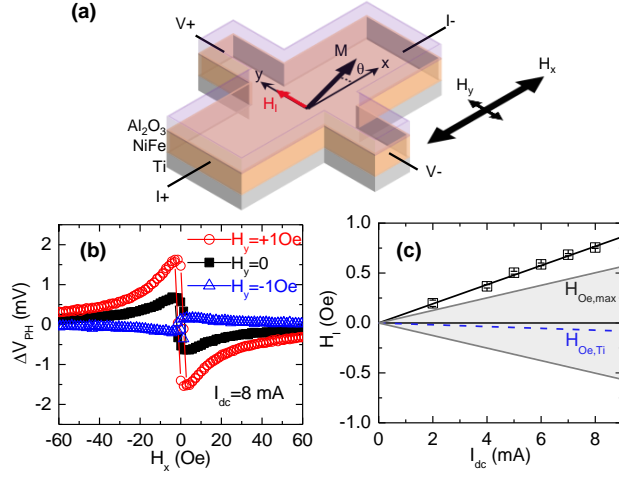 (a)
V+
I-
M
θ
x
y
H_I
H_x
H_y
Al₂O₃
NiFe
Ti
I+
V-
(b)
H_y=+1Oe
H_y=0
H_y=-1Oe
I_dc=8 mA
ΔV_PH (mV)
2
1
0
-1
-2
-60 -40 -20 0 20 40 60
H_x (Oe)
(c)
H_Oe,max
H_Oe,Ti
H_I (Oe)
1.0
0.5
0.0
-0.5
-1.0
0 2 4 6 8
I_dc (mA)